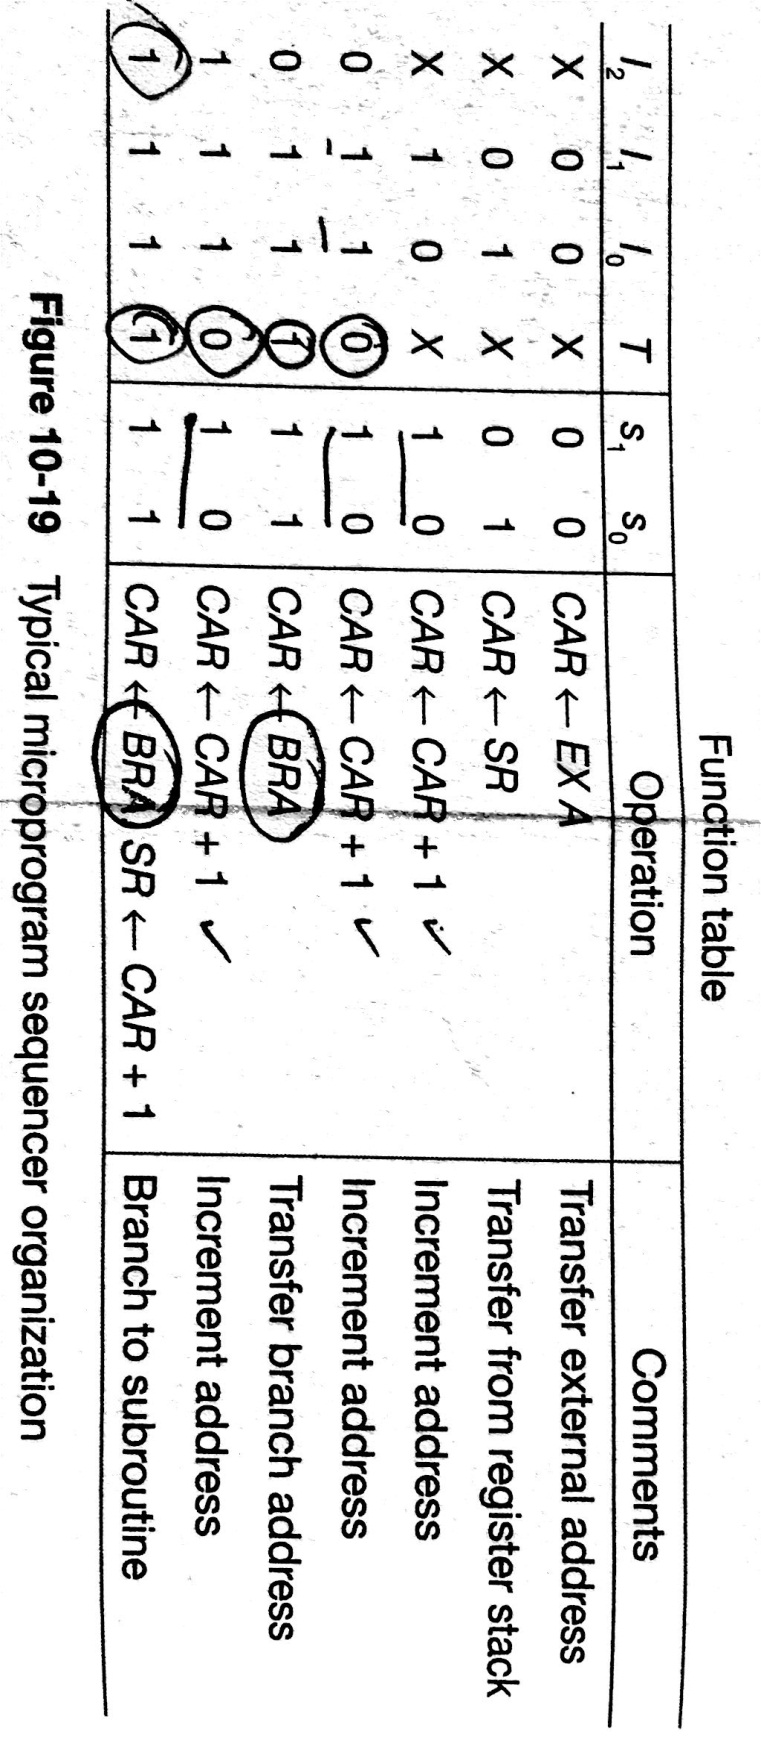 Function table
I₂ I₁ I₀ T S₁ S₀ Operation Comments
X 0 0 X 0 0 CAR ← EXA Transfer external address
X 0 1 X 0 1 CAR ← SR Transfer from register stack
X 1 0 X 1 0 CAR ← CAR + 1 ✓ Increment address
0 1 1 0 1 0 CAR ← CAR + 1 ✓ Increment address
0 1 1 1 1 1 CAR ← BRA Transfer branch address
1 1 1 0 1 0 CAR ← CAR + 1 ✓ Increment address
1 1 1 1 1 1 CAR ← BRA SR ← CAR + 1 Branch to subroutine
Figure 10-19 Typical microprogram sequencer organization